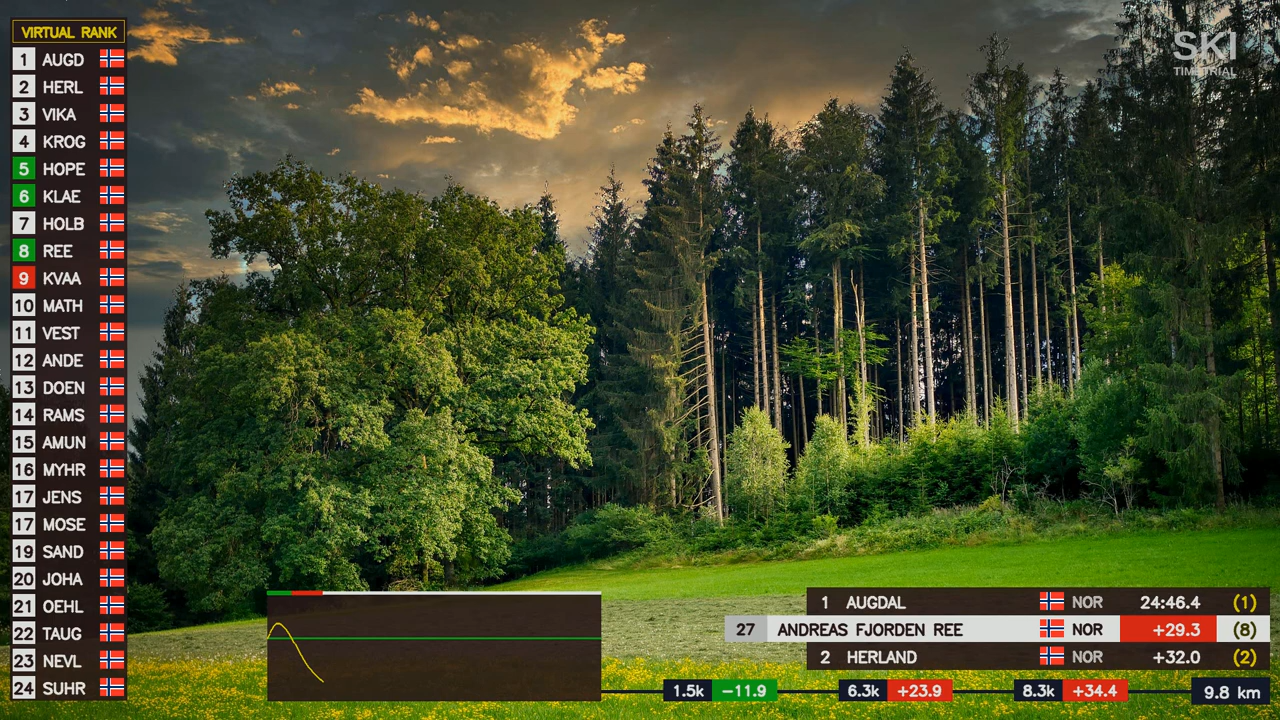 VIRTUAL RANK
1 AUGD
2 HERL
3 VIKA
4 KROG
5 HOPE
6 KLAE
7 HOLB
8 REE
9 KVAA
10 MATH
11 VEST
12 ANDE
13 DOEN
14 RAMS
15 AMUN
16 MYHR
17 JENS
17 MOSE
19 SAND
20 JOHA
21 OEHL
22 TAUG
23 NEVL
24 SUHR
SKI
TIMETRIAL
1 AUGDAL NOR 24:46.4 (1)
27 ANDREAS FJORDEN REE NOR +29.3 (8)
2 HERLAND NOR +32.0 (2)
1.5k −11.9 6.3k +23.9 8.3k +34.4 9.8 km